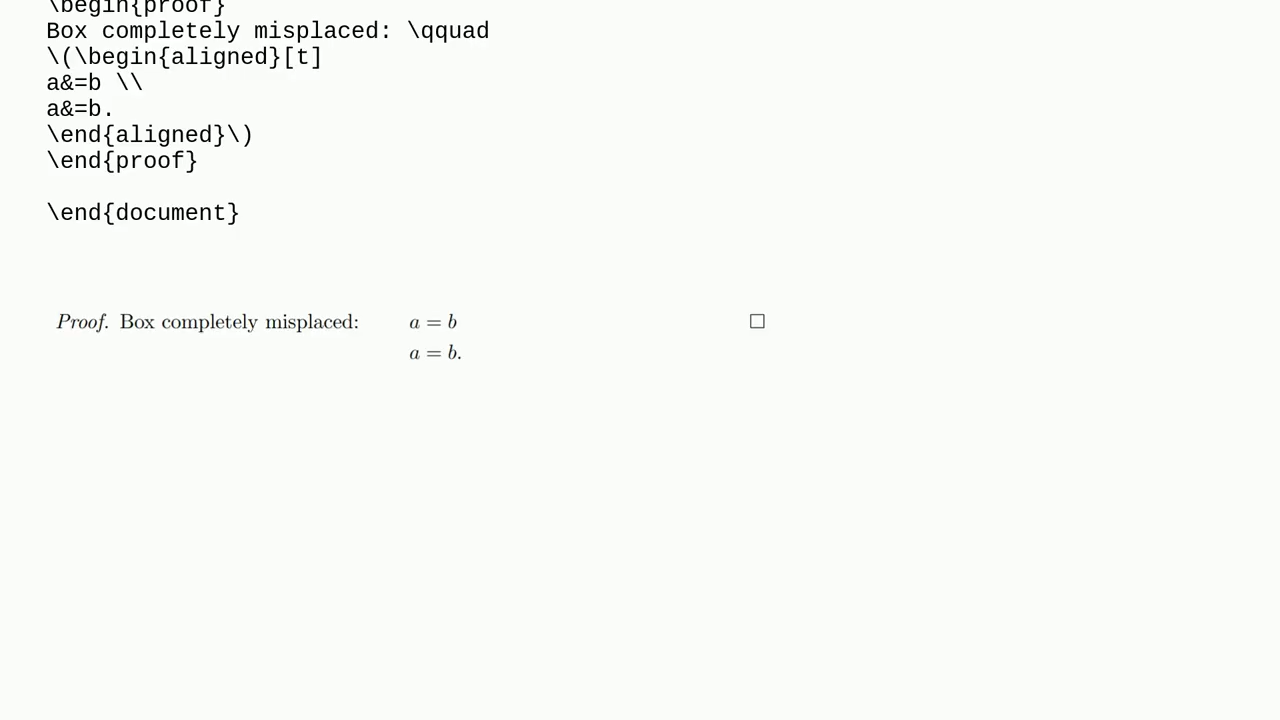 \begin{proof}
Box completely misplaced: \qquad
\(\begin{aligned}[t]
a&=b \\
a&=b.
\end{aligned}\)
\end{proof}
\end{document}
Proof. Box completely misplaced: a = b □
a = b.